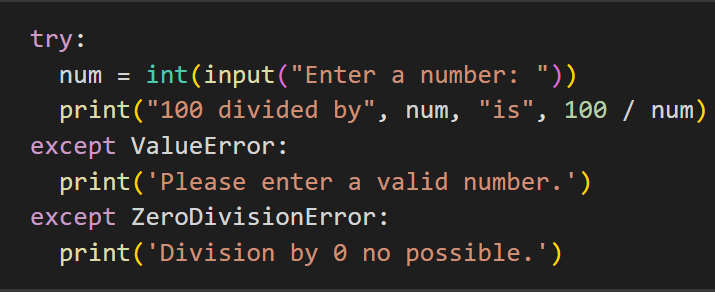 try:
  num = int(input("Enter a number: "))
  print("100 divided by", num, "is", 100 / num)
except ValueError:
  print('Please enter a valid number.')
except ZeroDivisionError:
  print('Division by 0 no possible.')